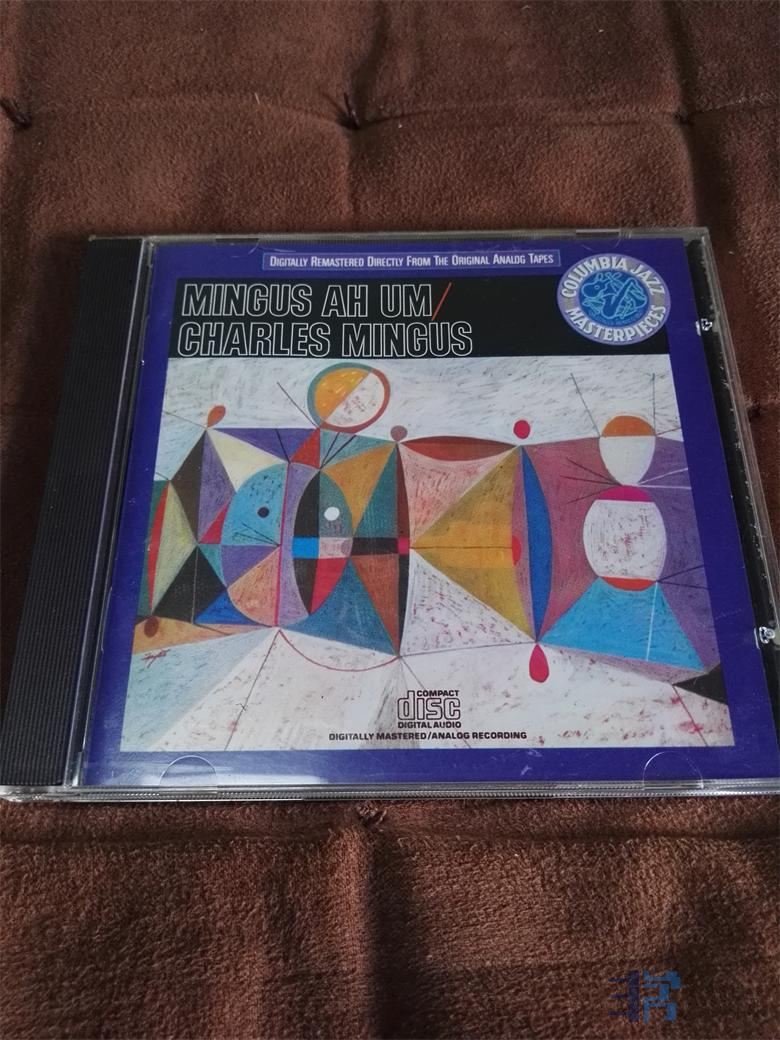 DIGITALLY REMASTERED DIRECTLY FROM THE ORIGINAL ANALOG TAPES
MINGUS AH UM/
CHARLES MINGUS
COLUMBIA JAZZ
MASTERPIECES
COMPACT
disc
DIGITAL AUDIO
DIGITALLY MASTERED/ANALOG RECORDING